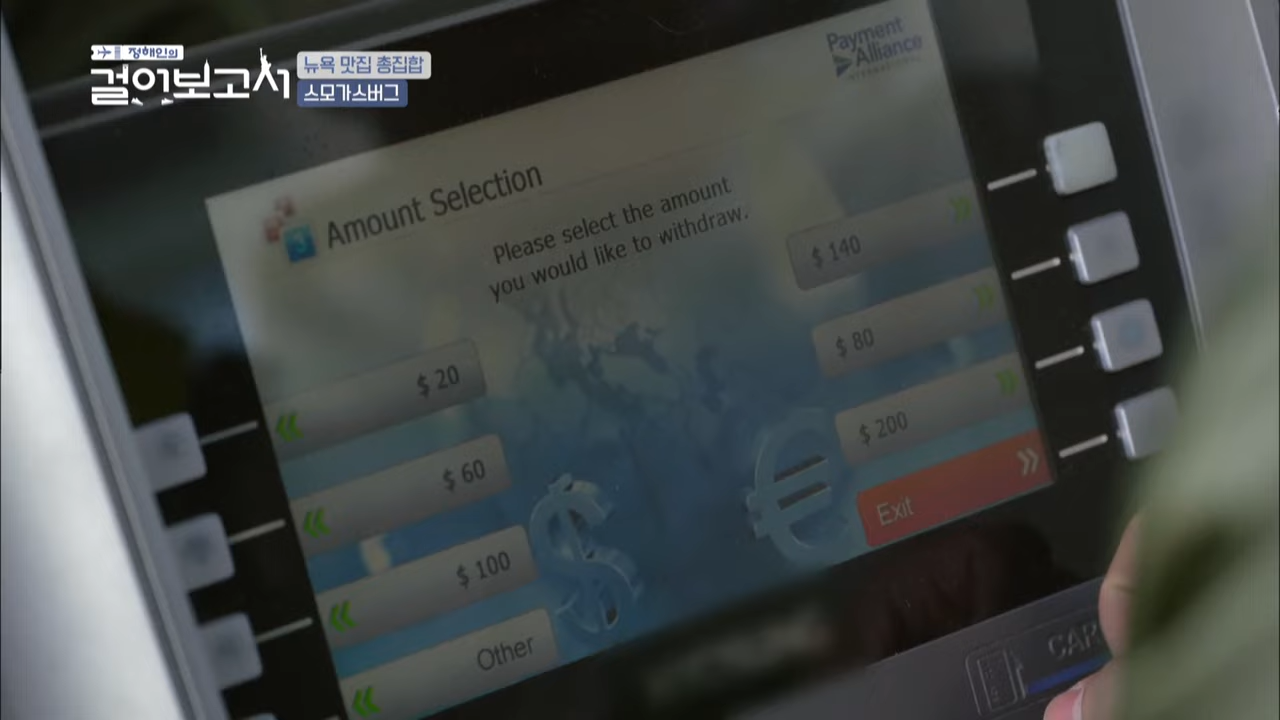 정해인의
걸어보고서
뉴욕 맛집 총집합
스모가스버그
Payment
Alliance
INTERNATIONAL
Amount Selection
Please select the amount
you would like to withdraw.
$ 20
$ 60
$ 100
Other
$ 140
$ 80
$ 200
Exit